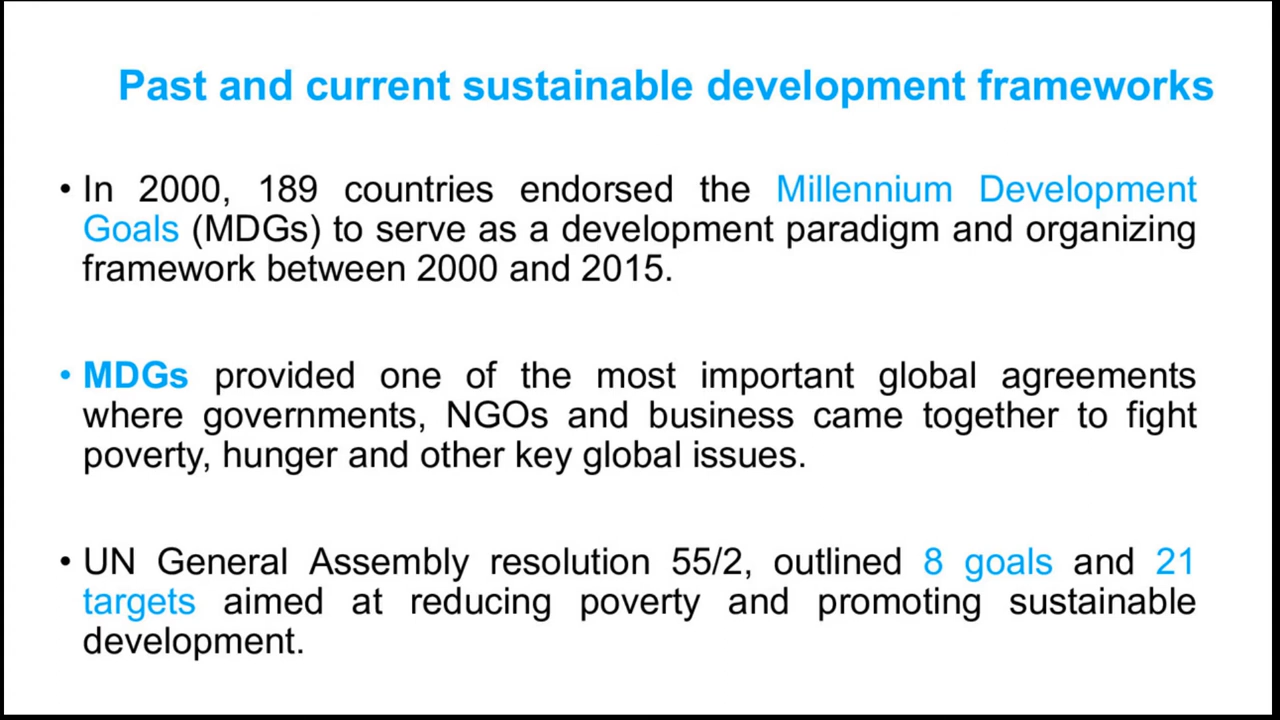 Past and current sustainable development frameworks
• In 2000, 189 countries endorsed the Millennium Development
Goals (MDGs) to serve as a development paradigm and organizing
framework between 2000 and 2015.
• MDGs provided one of the most important global agreements
where governments, NGOs and business came together to fight
poverty, hunger and other key global issues.
• UN General Assembly resolution 55/2, outlined 8 goals and 21
targets aimed at reducing poverty and promoting sustainable
development.